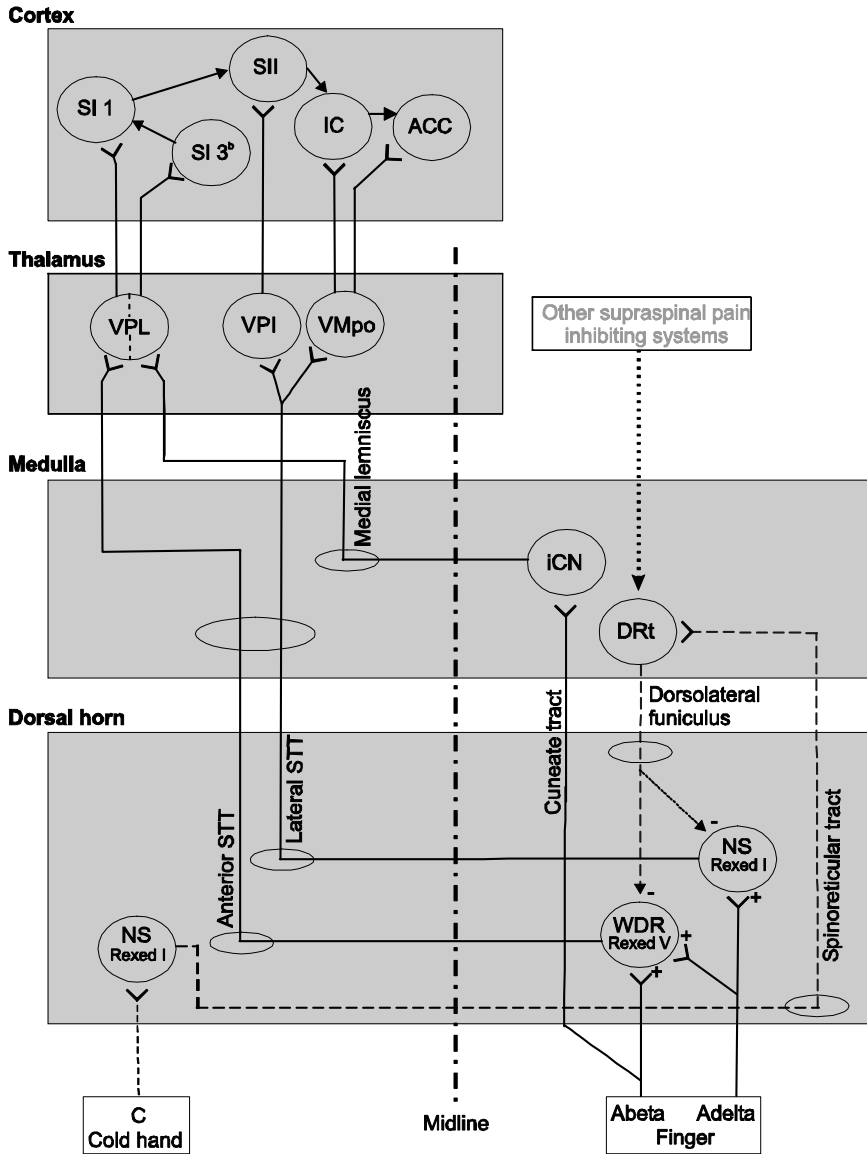 Cortex
SII
SI 1
IC
ACC
SI 3ᵇ
Thalamus
VPL
VPI
VMpo
Other supraspinal pain
inhibiting systems
Medulla
Medial lemniscus
iCN
DRt
Dorsolateral
funiculus
Cuneate tract
Dorsal horn
Lateral STT
Anterior STT
Spinoreticular tract
-
NS
Rexed I
+
-
WDR
Rexed V
+
+
NS
Rexed I
C
Cold hand
Midline
Abeta Adelta
Finger